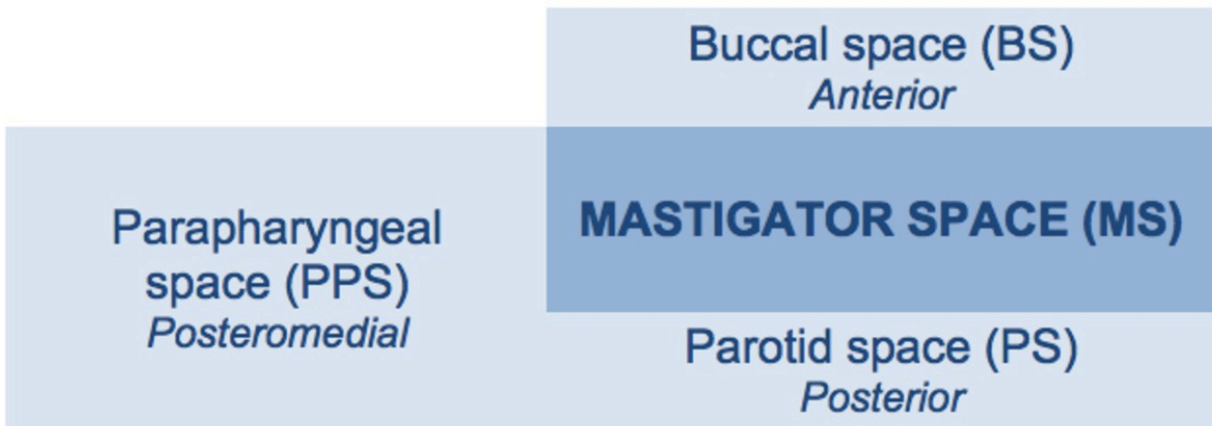 Buccal space (BS)
Anterior
Parapharyngeal
space (PPS)
Posteromedial
MASTIGATOR SPACE (MS)
Parotid space (PS)
Posterior